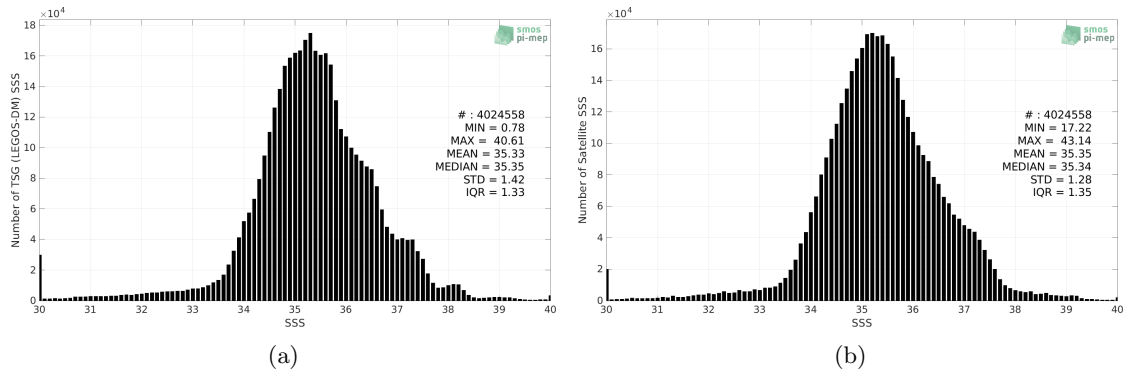 ×10⁴
18
16
14
12
10
8
6
4
2
0
Number of TSG (LEGOS-DM) SSS
30 31 32 33 34 35 36 37 38 39 40
SSS
smos
pi-mep
# : 4024558
MIN = 0.78
MAX = 40.61
MEAN = 35.33
MEDIAN = 35.35
STD = 1.42
IQR = 1.33
(a)
×10⁴
16
14
12
10
8
6
4
2
0
Number of Satellite SSS
30 31 32 33 34 35 36 37 38 39 40
SSS
smos
pi-mep
# : 4024558
MIN = 17.22
MAX = 43.14
MEAN = 35.35
MEDIAN = 35.34
STD = 1.28
IQR = 1.35
(b)